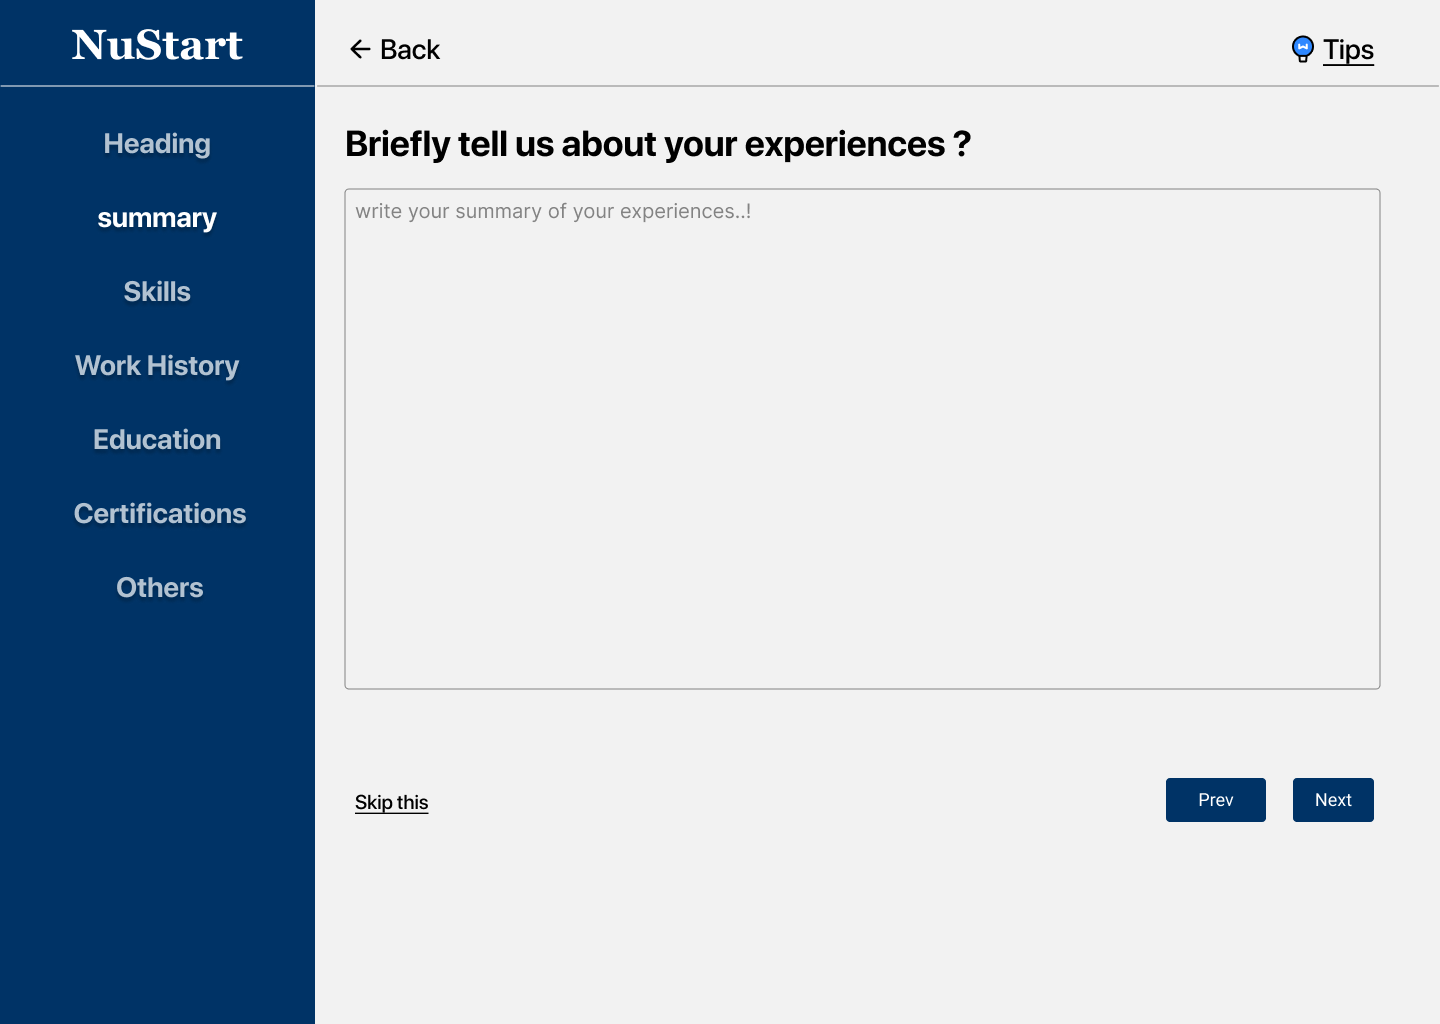 NuStart
Back
Tips
Heading
summary
Skills
Work History
Education
Certifications
Others
Briefly tell us about your experiences ?
write your summary of your experiences..!
Skip this
Prev
Next